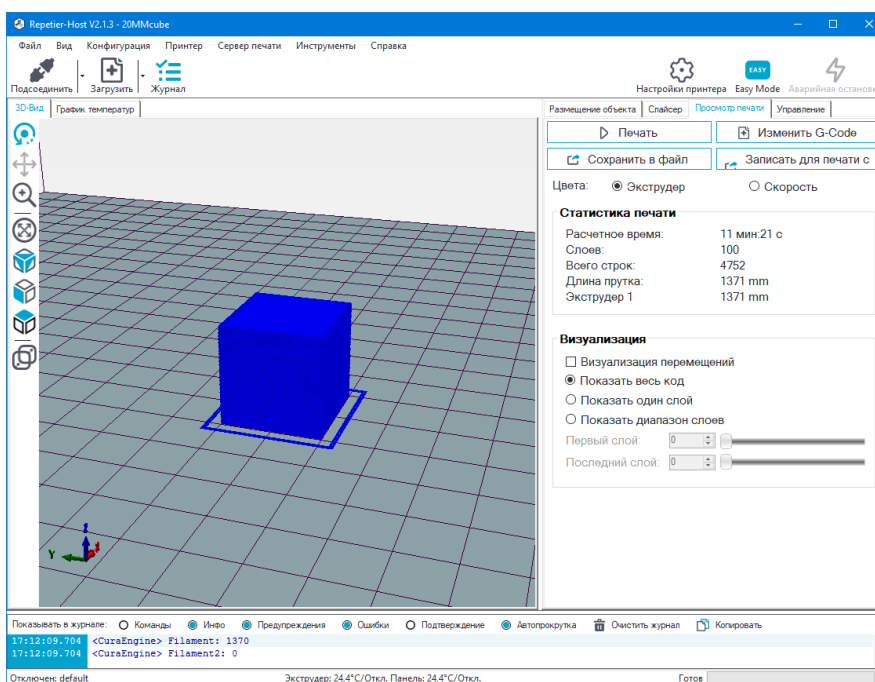 Repetier-Host V2.1.3 - 20MMcube
Файл Вид Конфигурация Принтер Сервер печати Инструменты Справка
Подсоединить Загрузить Журнал Настройки принтера EASY Easy Mode Аварийная останов
3D-Вид График температур Размещение объекта Слайсер Просмотр печати Управление
Печать Изменить G-Code
Сохранить в файл Записать для печати с
Цвета: Экструдер Скорость
Статистика печати
Расчетное время: 11 мин:21 с
Слоев: 100
Всего строк: 4752
Длина прутка: 1371 mm
Экструдер 1 1371 mm
Визуализация
Визуализация перемещений
Показать весь код
Показать один слой
Показать диапазон слоев
Первый слой: 0
Последний слой: 0
Y
Показывать в журнале: Команды Инфо Предупреждения Ошибки Подтверждение Автопрокрутка Очистить журнал Копировать
17:12:09.704 <CuraEngine> Filament: 1370
17:12:09.704 <CuraEngine> Filament2: 0
Отключен: default Экструдер: 24,4°C/Откл. Панель: 24,4°C/Откл. Готов